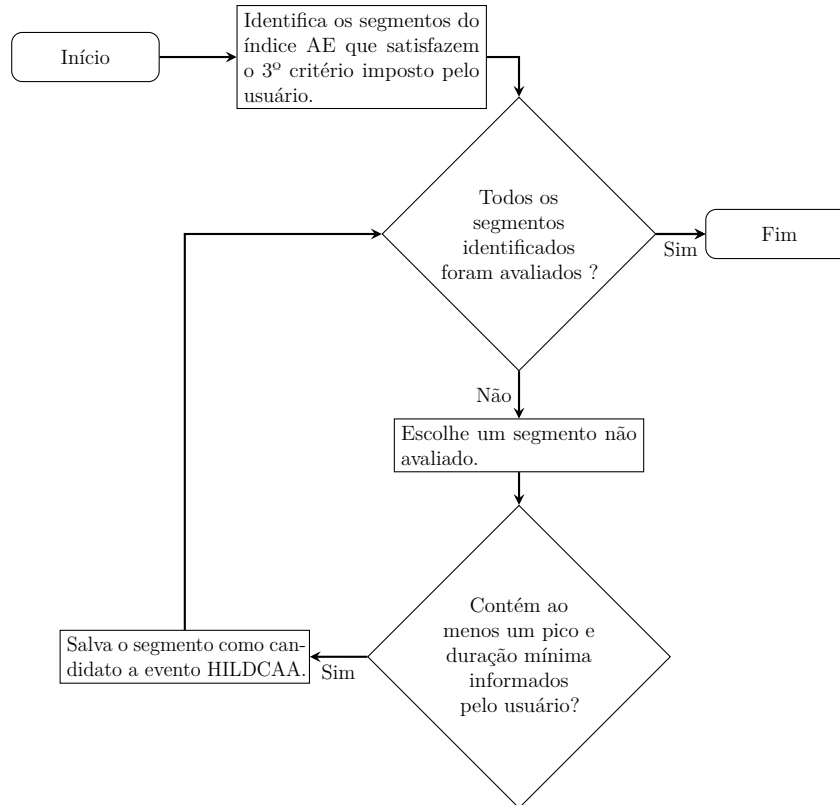 Início
Identifica os segmentos do
índice AE que satisfazem
o 3º critério imposto pelo
usuário.
Todos os
segmentos
identificados
foram avaliados ?
Sim
Fim
Não
Escolhe um segmento não
avaliado.
Contém ao
menos um pico e
duração mínima
informados
pelo usuário?
Sim
Salva o segmento como can-
didato a evento HILDCAA.